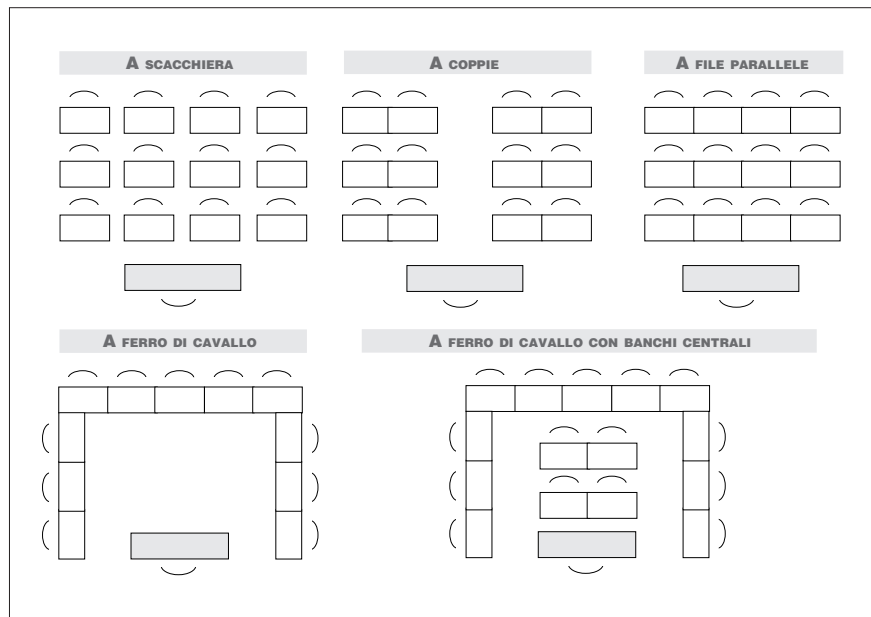 A SCACCHIERA
A COPPIE
A FILE PARALLELE
A FERRO DI CAVALLO
A FERRO DI CAVALLO CON BANCHI CENTRALI